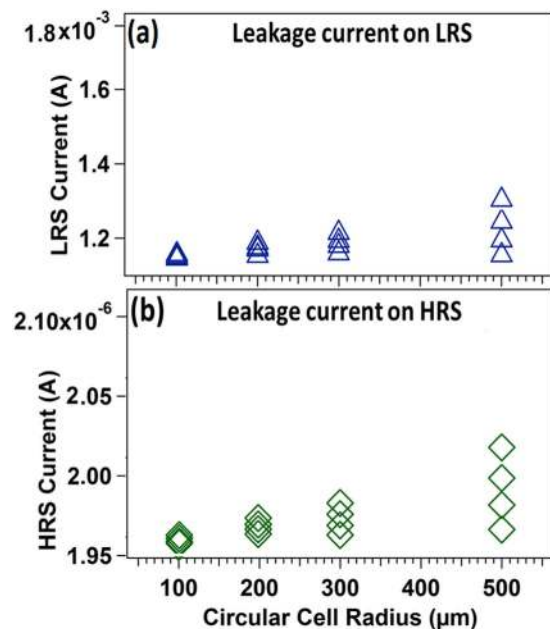 1.8x10⁻³
(a)
Leakage current on LRS
1.6
1.4
1.2
LRS Current (A)
2.10x10⁻⁶
(b)
Leakage current on HRS
2.05
2.00
1.95
HRS Current (A)
100 200 300 400 500
Circular Cell Radius (μm)